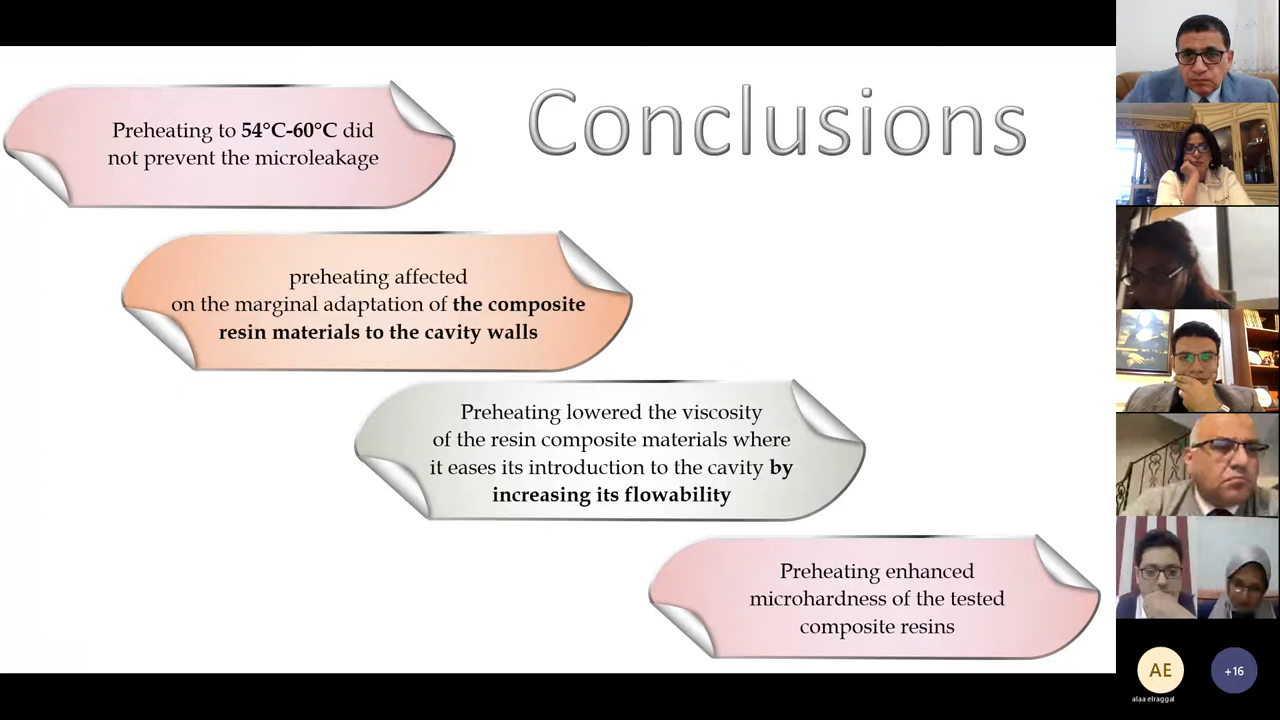 Conclusions
Preheating to 54°C-60°C did
not prevent the microleakage
preheating affected
on the marginal adaptation of the composite
resin materials to the cavity walls
Preheating lowered the viscosity
of the resin composite materials where
it eases its introduction to the cavity by
increasing its flowability
Preheating enhanced
microhardness of the tested
composite resins
AE
+16
alaa elraggal